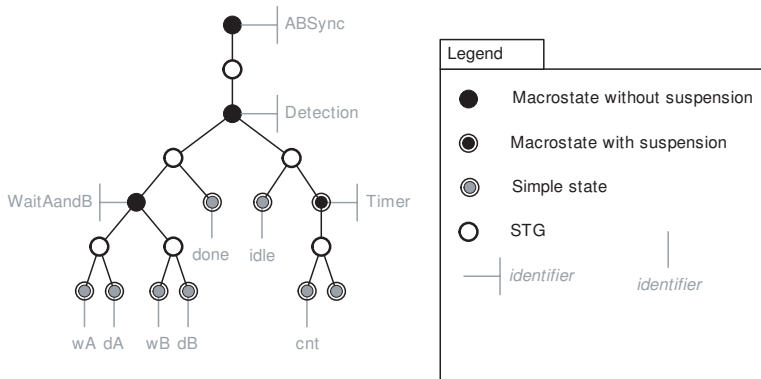 ABSync
Detection
WaitAandB
Timer
done
idle
wA dA wB dB
cnt
Legend
Macrostate without suspension
Macrostate with suspension
Simple state
STG
identifier
identifier